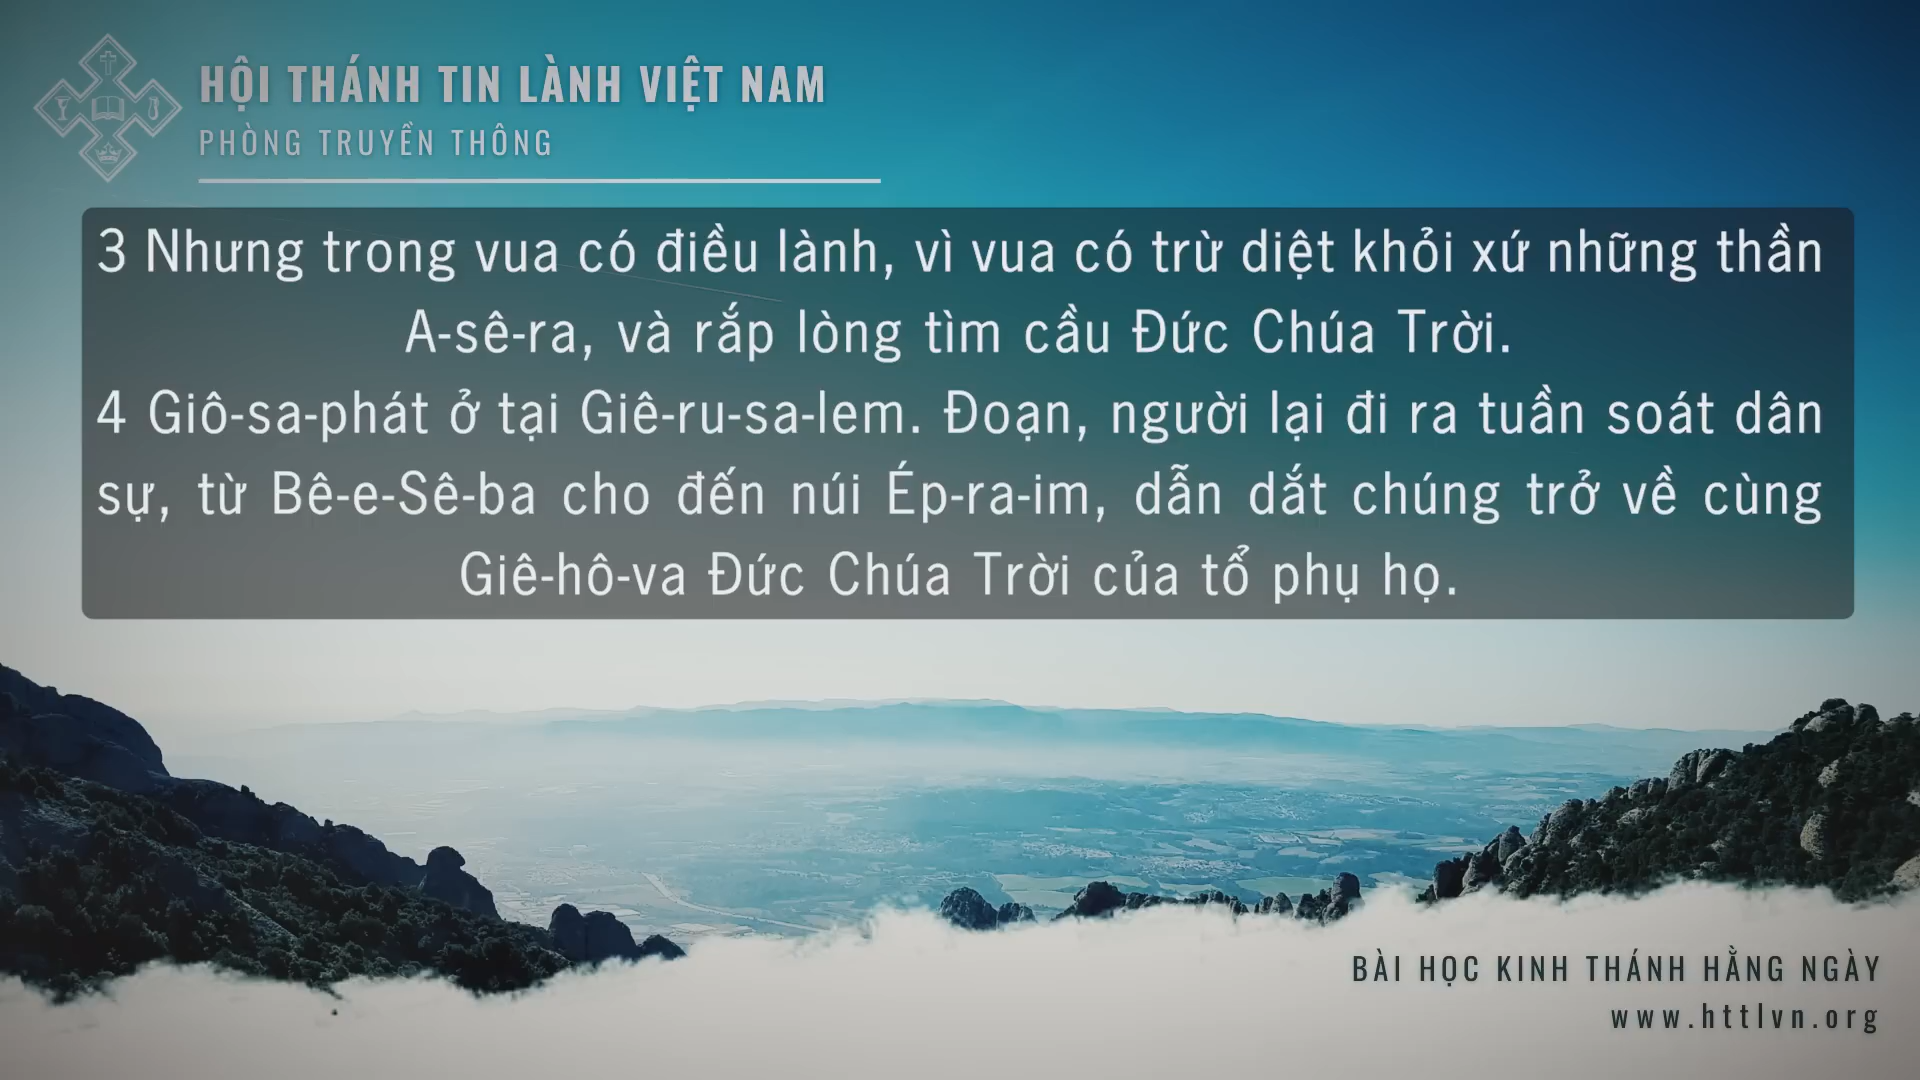 HỘI THÁNH TIN LÀNH VIỆT NAM
PHÒNG TRUYỀN THÔNG
3 Nhưng trong vua có điều lành, vì vua có trừ diệt khỏi xứ những thần
A-sê-ra, và rắp lòng tìm cầu Đức Chúa Trời.
4 Giô-sa-phát ở tại Giê-ru-sa-lem. Đoạn, người lại đi ra tuần soát dân
sự, từ Bê-e-Sê-ba cho đến núi Ép-ra-im, dẫn dắt chúng trở về cùng
Giê-hô-va Đức Chúa Trời của tổ phụ họ.
BÀI HỌC KINH THÁNH HẰNG NGÀY
www.httlvn.org